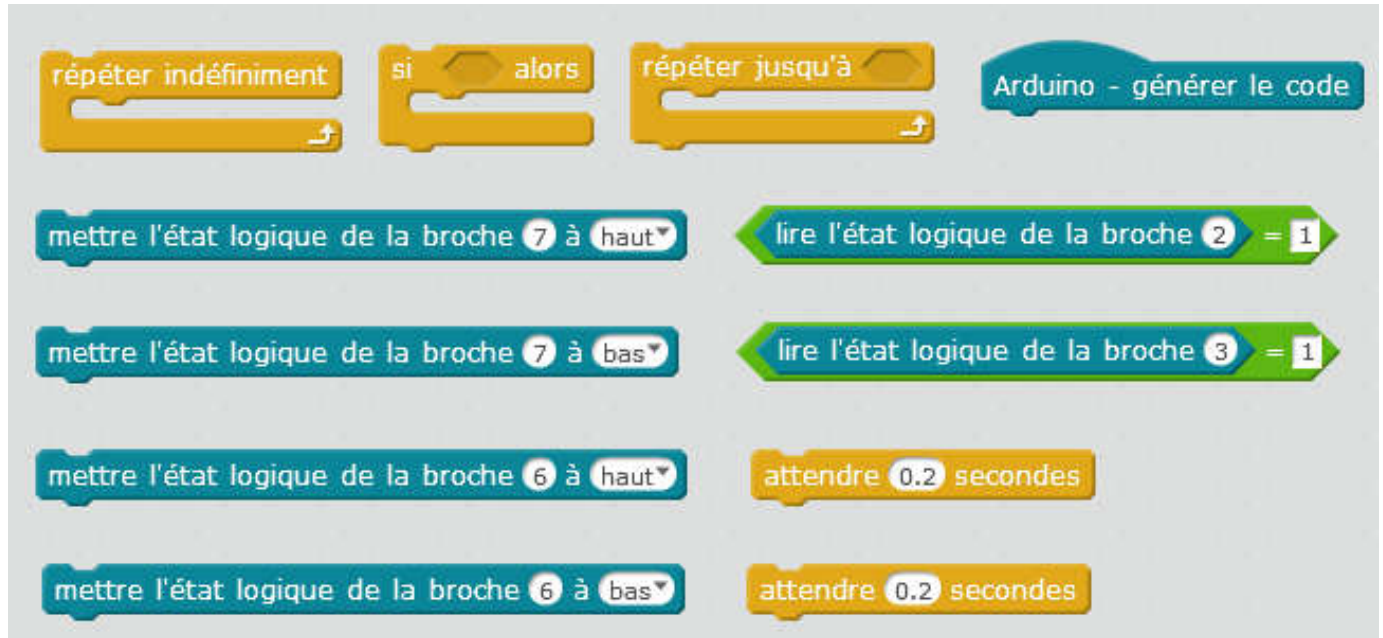 répéter indéfiniment
si alors
répéter jusqu'à
Arduino - générer le code
mettre l'état logique de la broche 7 à haut
lire l'état logique de la broche 2 = 1
mettre l'état logique de la broche 7 à bas
lire l'état logique de la broche 3 = 1
mettre l'état logique de la broche 6 à haut
attendre 0.2 secondes
mettre l'état logique de la broche 6 à bas
attendre 0.2 secondes